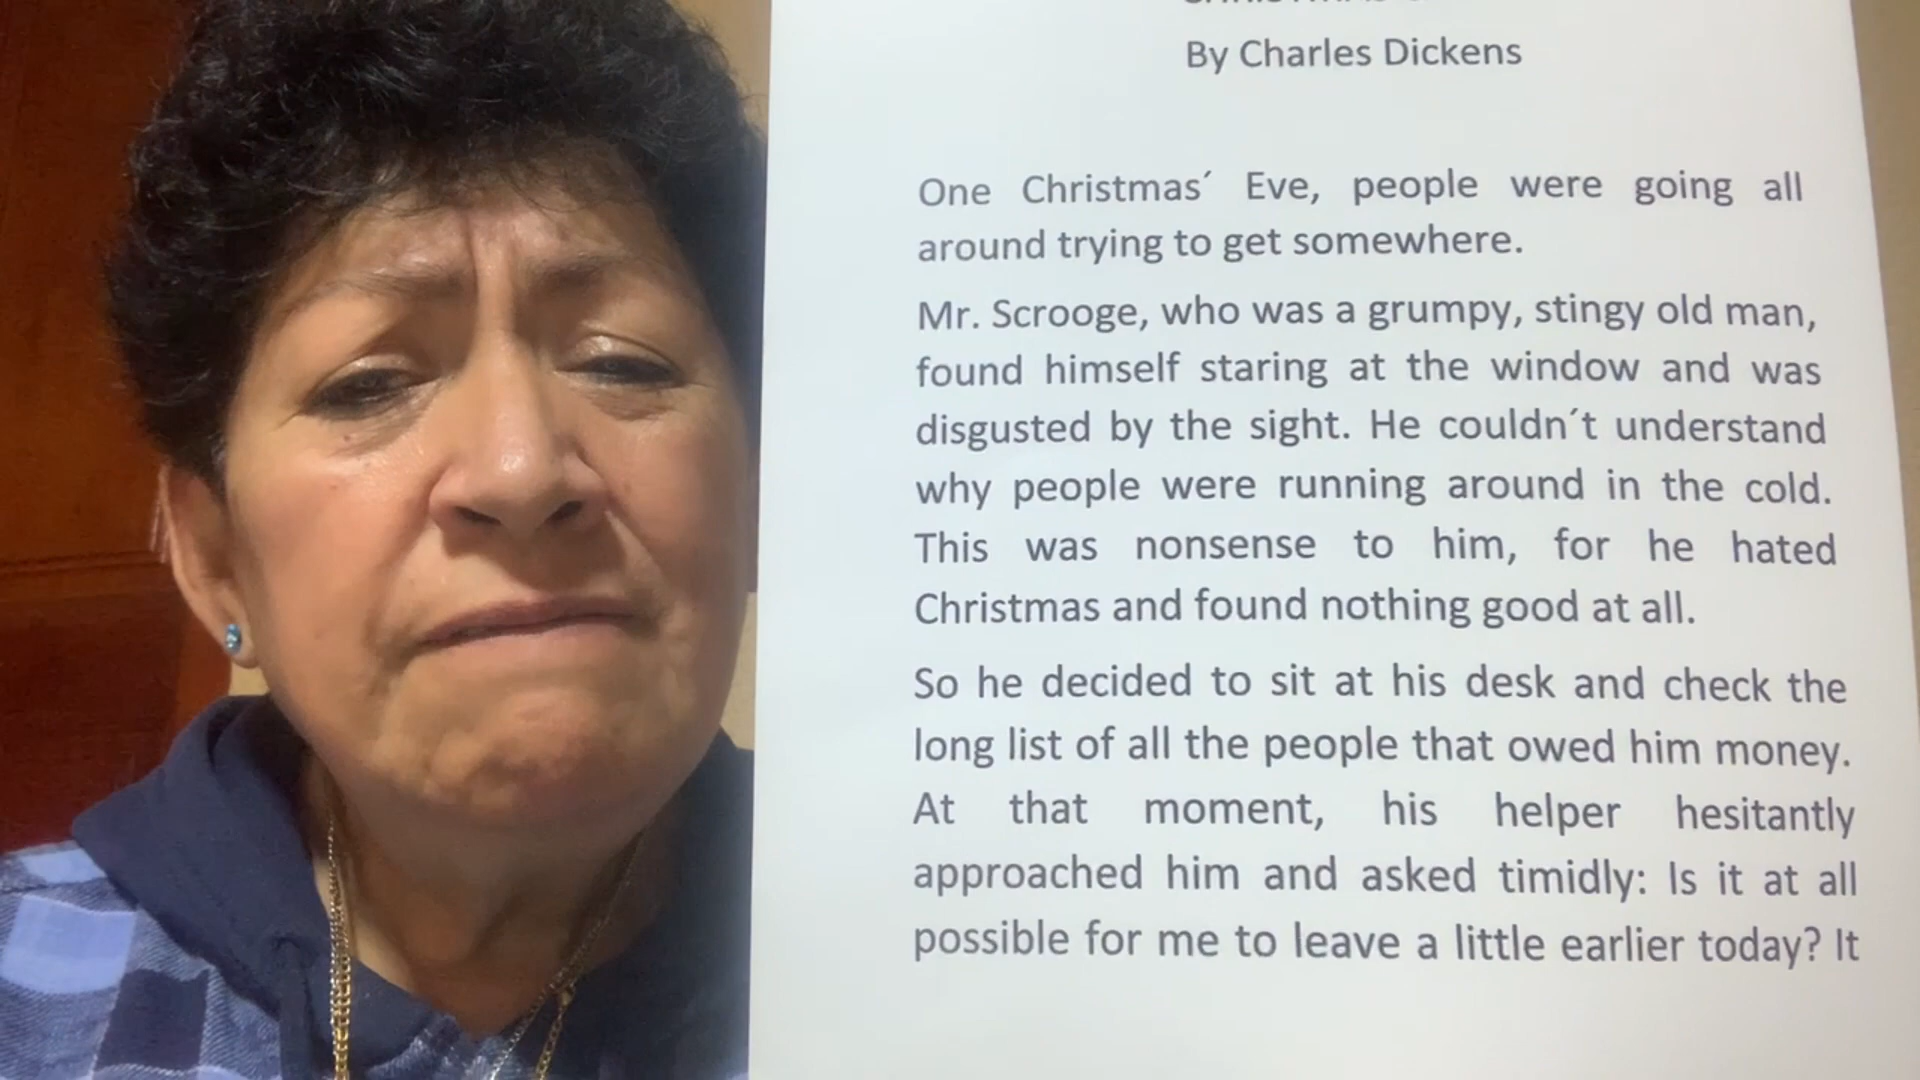 By Charles Dickens
One Christmas´ Eve, people were going all
around trying to get somewhere.
Mr. Scrooge, who was a grumpy, stingy old man,
found himself staring at the window and was
disgusted by the sight. He couldn´t understand
why people were running around in the cold.
This was nonsense to him, for he hated
Christmas and found nothing good at all.
So he decided to sit at his desk and check the
long list of all the people that owed him money.
At that moment, his helper hesitantly
approached him and asked timidly: Is it at all
possible for me to leave a little earlier today? It